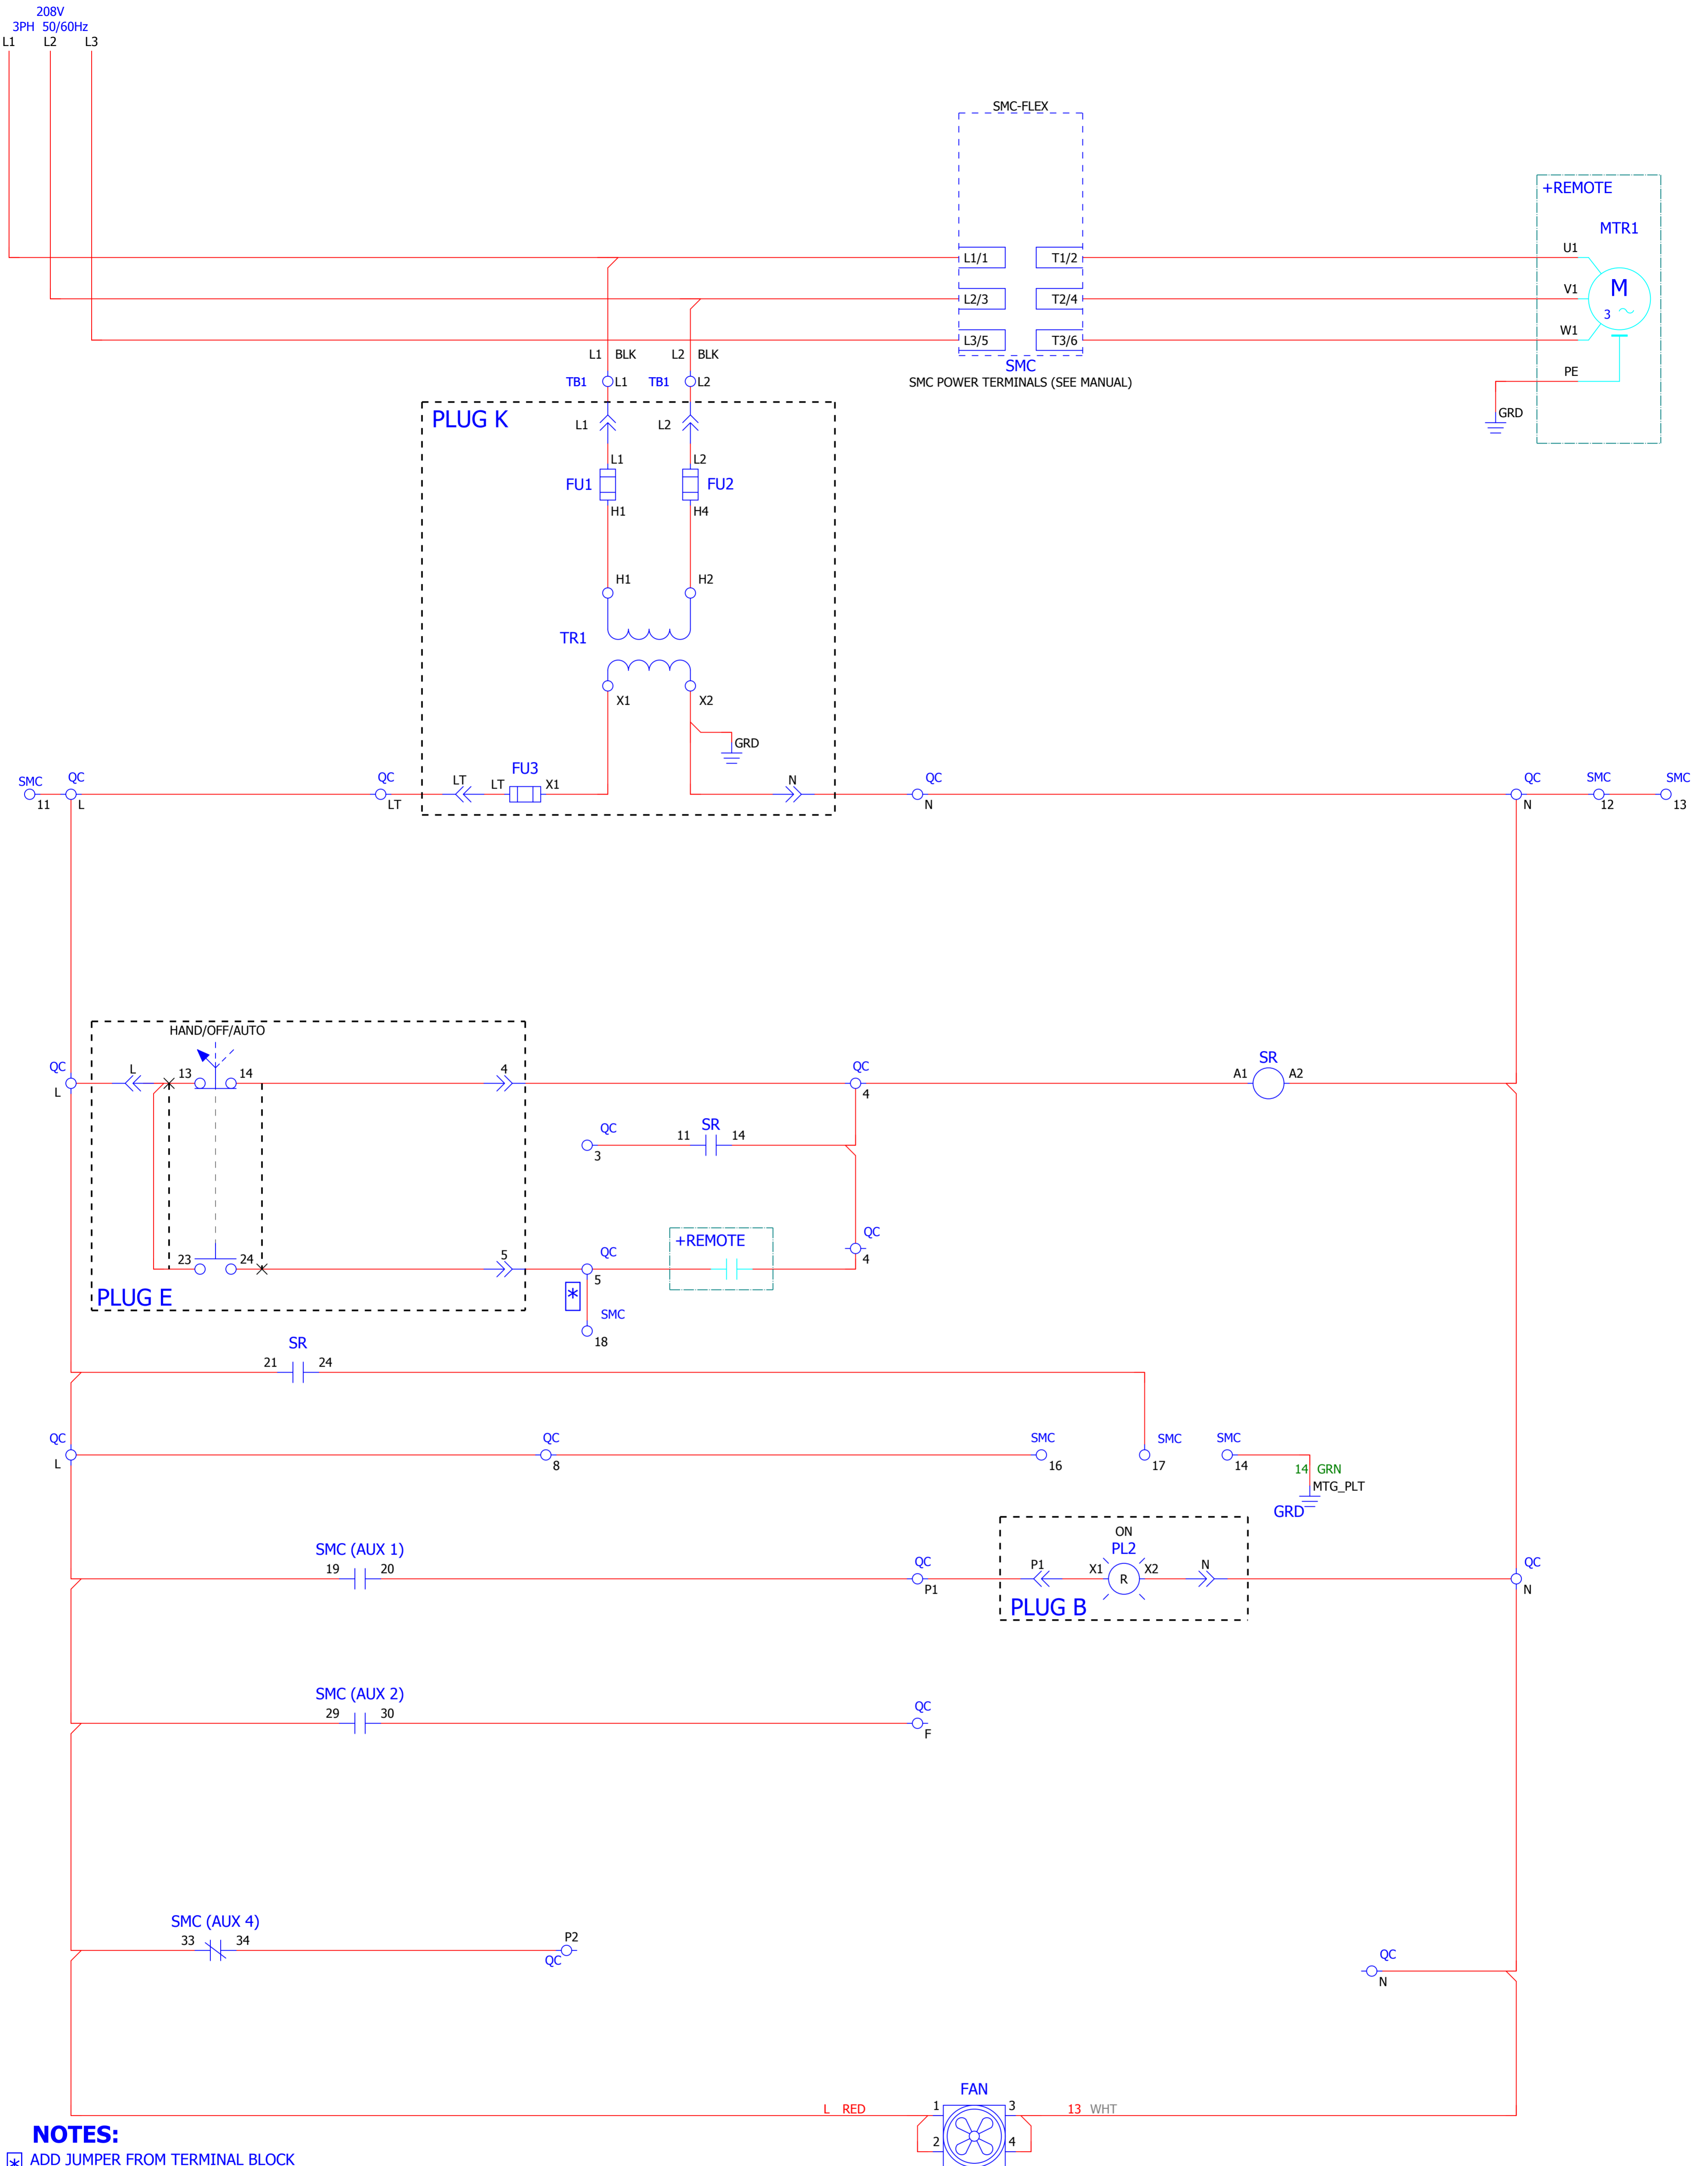 208V
3PH 50/60Hz
L1 L2 L3
SMC-FLEX
+REMOTE
MTR1
L1/1 T1/2 U1
M
3
L2/3 T2/4 V1
L3/5 T3/6 W1
SMC
SMC POWER TERMINALS (SEE MANUAL)
PE
GRD
L1 BLK L2 BLK
TB1 L1 TB1 L2
PLUG K
L1 L2
L1 L2
FU1 FU2
H1 H4
H1 H2
TR1
X1 X2
GRD
SMC QC QC LT FU3 N QC QC SMC SMC
11 L LT LT X1 N N 12 13
HAND/OFF/AUTO
QC L 13 14 4 QC SR
L 4 A1 A2
QC SR
3 11 14
+REMOTE QC
4
23 24 5 QC
5
*
PLUG E
SMC
18
SR
21 24
QC QC SMC SMC SMC
L 8 16 17 14
14 GRN
MTG_PLT
GRD
SMC (AUX 1) ON
PL2
19 20 QC P1 X1 R X2 N QC
P1 N
PLUG B
SMC (AUX 2)
29 30 QC
F
SMC (AUX 4)
33 34 P2
QC
QC
N
FAN
L RED 1 3 13 WHT
2 4
NOTES:
* ADD JUMPER FROM TERMINAL BLOCK